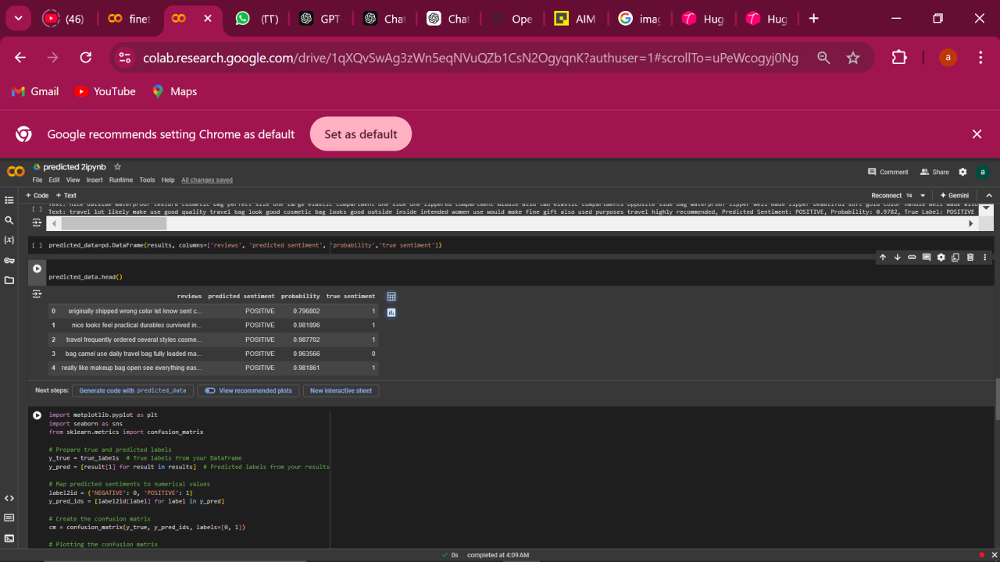 (46)
finet
(TT)
GPT-
Chat
Chat
Ope
AIM
imag
Hug
Hug
colab.research.google.com/drive/1qXQvSwAg3zWn5eqNVuQZb1CsN2OgyqnK?authuser=1#scrollTo=uPeWcogyj0Ng
a
Gmail
YouTube
Maps
Google recommends setting Chrome as default
Set as default
predicted 2ipynb
File Edit View Insert Runtime Tools Help All changes saved
Comment
Share
a
+ Code + Text
Reconnect T4
Gemini
Text: nice outside waterproof texture cosmetic bag perfect size one large elastic compartment one side one zippered compartment middle also two elastic compartments opposite side bag waterproof zipper well made zipper beautiful soft gold color handle well made also
[ ] Text: travel lot likely make use good quality travel bag look good cosmetic bag looks good outside inside intended women use would make fine gift also used purposes travel highly recommended, Predicted Sentiment: POSITIVE, Probability: 0.9782, True Label: POSITIVE
[ ] predicted_data=pd.DataFrame(results, columns=['reviews', 'predicted sentiment', 'probability','true sentiment'])
predicted_data.head()
reviews predicted sentiment probability true sentiment
0 originally shipped wrong color let know sent c... POSITIVE 0.796802 1
1 nice looks feel practical durables survived in... POSITIVE 0.981896 1
2 travel frequently ordered several styles cosme... POSITIVE 0.987702 1
3 bag camel use daily travel bag fully loaded ma... POSITIVE 0.963566 0
4 really like makeup bag open see everything eas... POSITIVE 0.981861 1
Next steps: Generate code with predicted_data View recommended plots New interactive sheet
import matplotlib.pyplot as plt
import seaborn as sns
from sklearn.metrics import confusion_matrix
# Prepare true and predicted labels
y_true = true_labels # True labels from your DataFrame
y_pred = [result[1] for result in results] # Predicted labels from your results
# Map predicted sentiments to numerical values
label2id = {'NEGATIVE': 0, 'POSITIVE': 1}
y_pred_ids = [label2id[label] for label in y_pred]
# Create the confusion matrix
cm = confusion_matrix(y_true, y_pred_ids, labels=[0, 1])
# Plotting the confusion matrix
0s completed at 4:09 AM